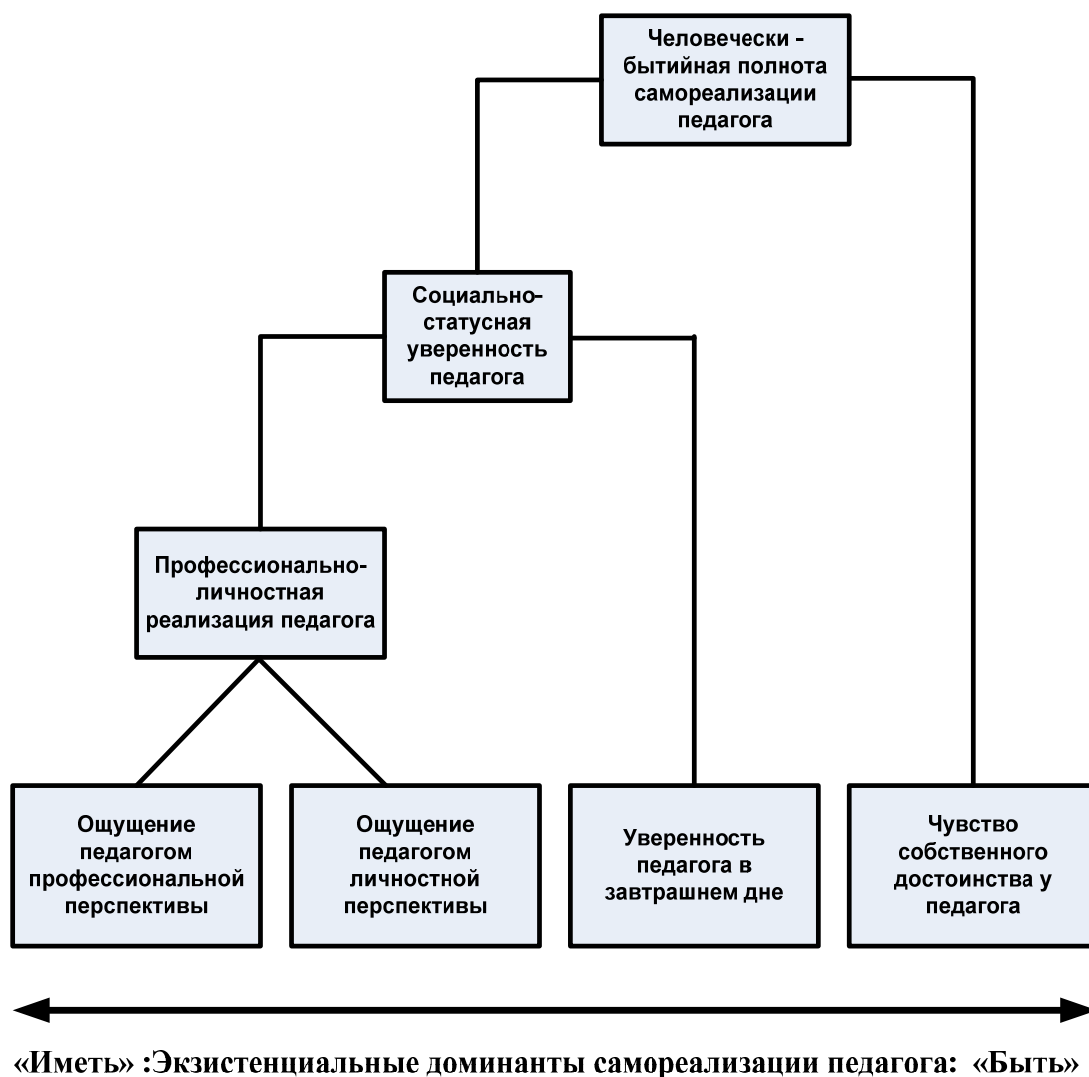 Человечески -
бытийная полнота
самореализации
педагога
Социально-
статусная
уверенность
педагога
Профессионально-
личностная
реализация педагога
Ощущение
педагогом
профессиональной
перспективы
Ощущение
педагогом
личностной
перспективы
Уверенность
педагога в
завтрашнем дне
Чувство
собственного
достоинства у
педагога
«Иметь» :Экзистенциальные доминанты самореализации педагога: «Быть»